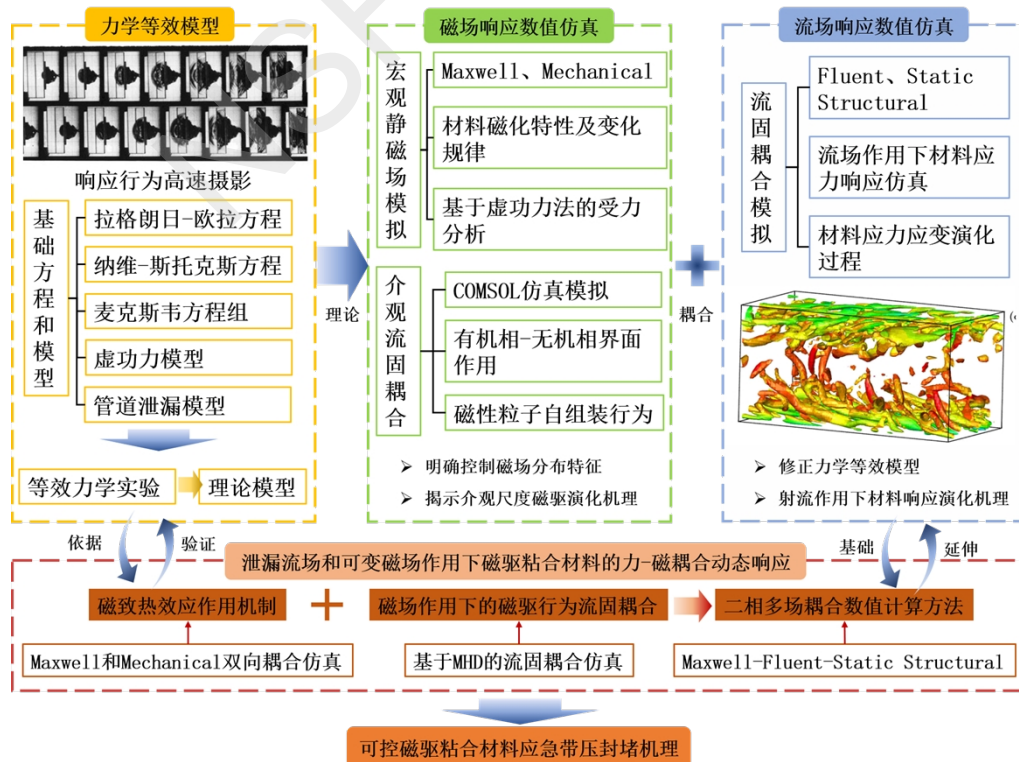 力学等效模型
响应行为高速摄影
基础方程和模型
拉格朗日-欧拉方程
纳维-斯托克斯方程
麦克斯韦方程组
虚功力模型
管道泄漏模型
等效力学实验
理论模型
理论
磁场响应数值仿真
宏观静磁场模拟
Maxwell、Mechanical
材料磁化特性及变化
规律
基于虚功力法的受力
分析
介观流固耦合
COMSOL仿真模拟
有机相-无机相界面
作用
磁性粒子自组装行为
➢ 明确控制磁场分布特征
➢ 揭示介观尺度磁驱演化机理
耦合
流场响应数值仿真
流固耦合模拟
Fluent、Static
Structural
流场作用下材料应
力响应仿真
材料应力应变演化
过程
➢ 修正力学等效模型
➢ 射流作用下材料响应演化机理
依据
验证
基础
延伸
泄漏流场和可变磁场作用下磁驱粘合材料的力-磁耦合动态响应
磁致热效应作用机制
+
磁场作用下的磁驱行为流固耦合
二相多场耦合数值计算方法
Maxwell和Mechanical双向耦合仿真
基于MHD的流固耦合仿真
Maxwell-Fluent-Static Structural
可控磁驱粘合材料应急带压封堵机理